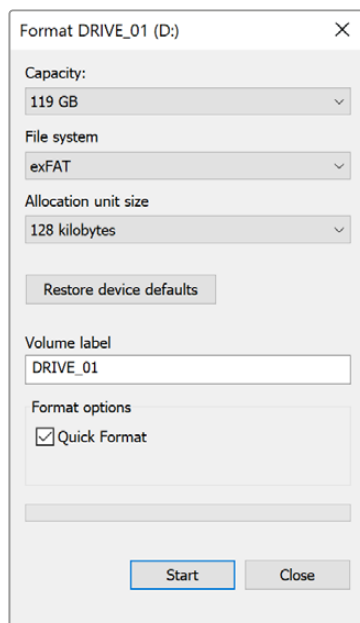 Format DRIVE_01 (D:)
Capacity:
119 GB
File system
exFAT
Allocation unit size
128 kilobytes
Restore device defaults
Volume label
DRIVE_01
Format options
Quick Format
Start Close